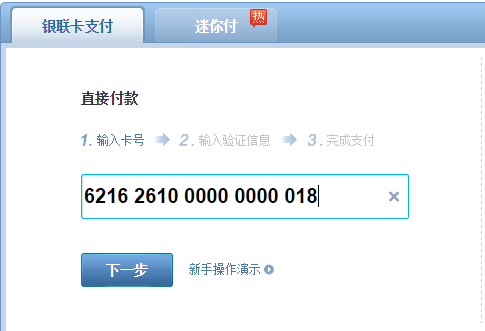 银联卡支付 迷你付 热
直接付款
1. 输入卡号 2. 输入验证信息 3. 完成支付
6216 2610 0000 0000 018
下一步 新手操作演示